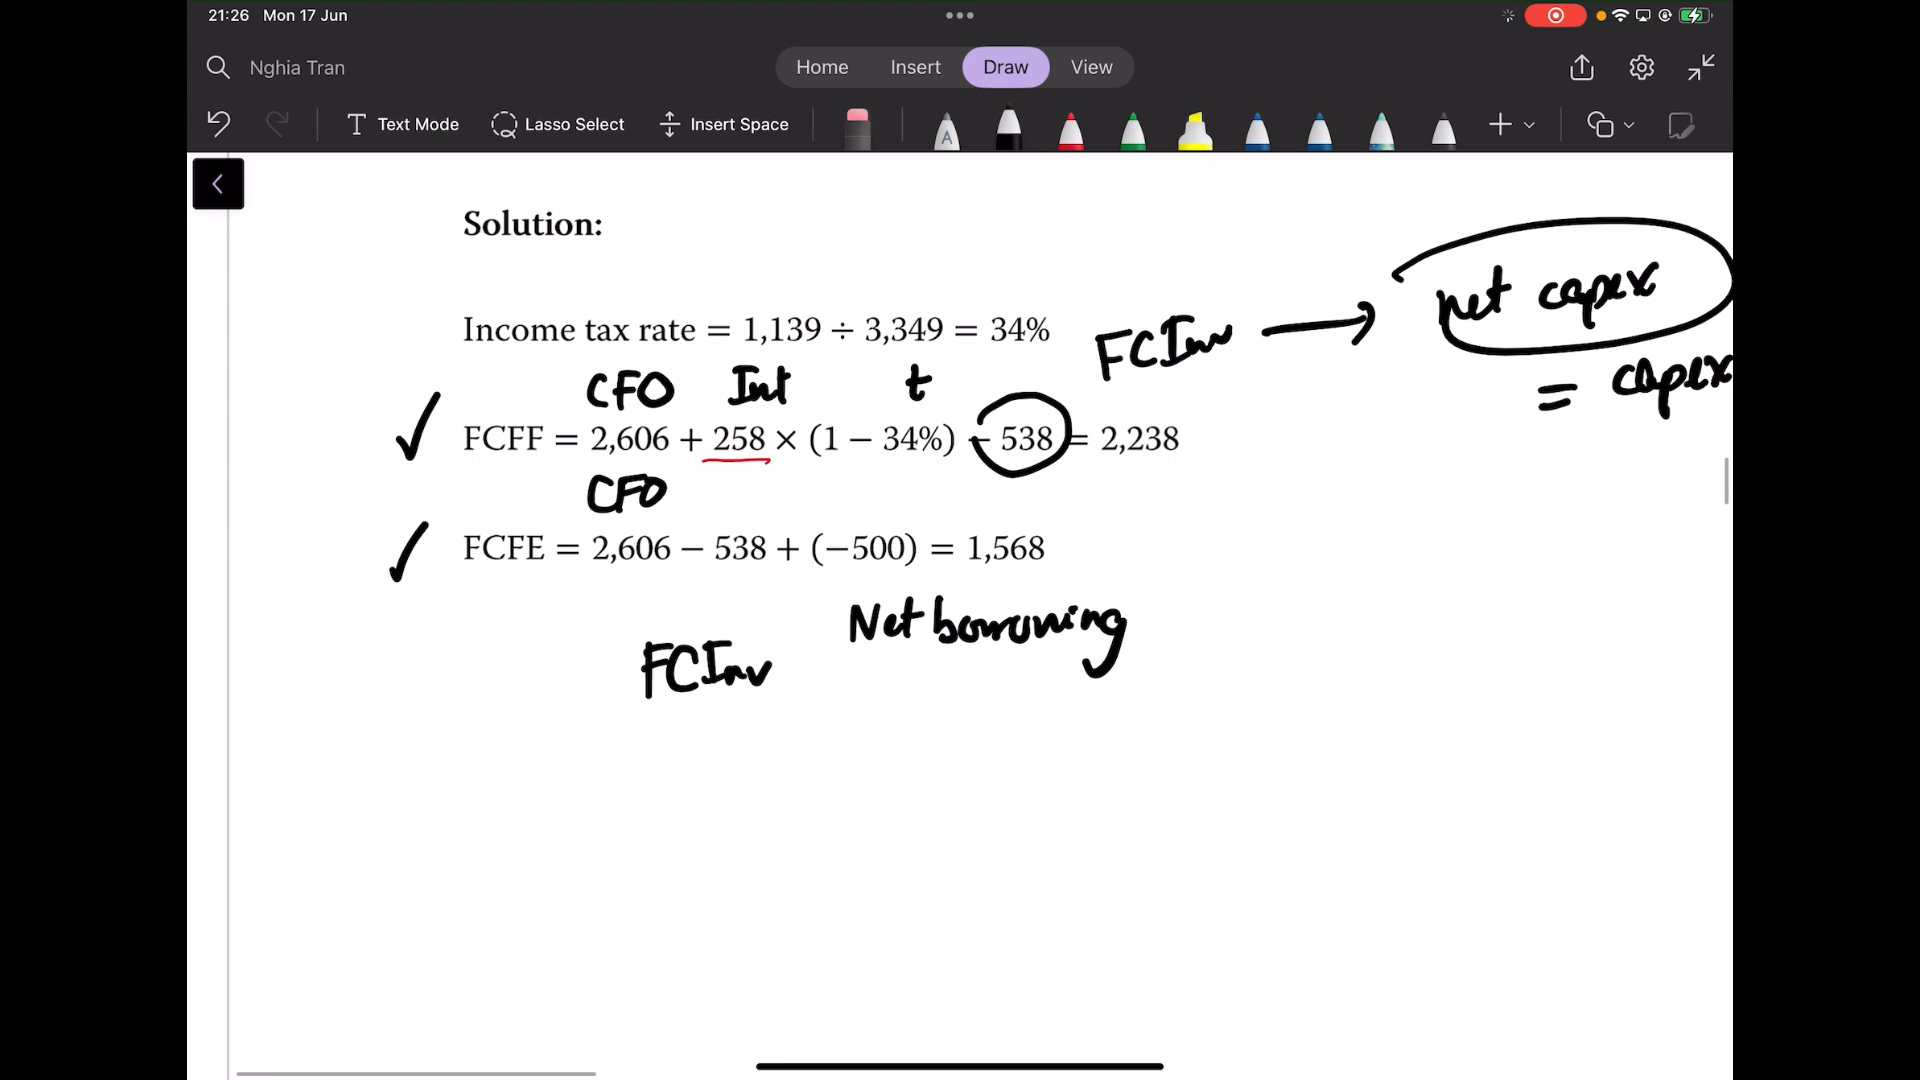 21:26 Mon 17 Jun
Nghia Tran
Home Insert Draw View
Text Mode Lasso Select Insert Space
A
Solution:
net capex
Income tax rate = 1,139 ÷ 3,349 = 34%
FCInv →
= capex
CFO Int t
FCFF = 2,606 + 258 × (1 − 34%) − 538 = 2,238
CFO
FCFE = 2,606 − 538 + (−500) = 1,568
Net borrowing
FCInv